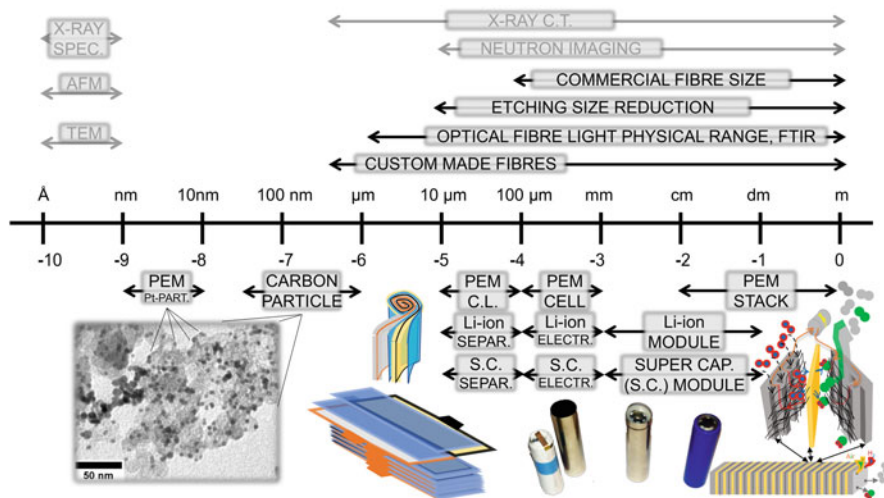 X-RAY
SPEC.
X-RAY C.T.
NEUTRON IMAGING
AFM
COMMERCIAL FIBRE SIZE
ETCHING SIZE REDUCTION
TEM
OPTICAL FIBRE LIGHT PHYSICAL RANGE, FTIR
CUSTOM MADE FIBRES
Å nm 10nm 100 nm µm 10 µm 100 µm mm cm dm m
-10 -9 -8 -7 -6 -5 -4 -3 -2 -1 0
PEM
Pt-PART.
CARBON
PARTICLE
PEM
C.L.
PEM
CELL
PEM
STACK
Li-ion
SEPAR.
Li-ion
ELECTR.
Li-ion
MODULE
S.C.
SEPAR.
S.C.
ELECTR.
SUPER CAP.
(S.C.) MODULE
50 nm